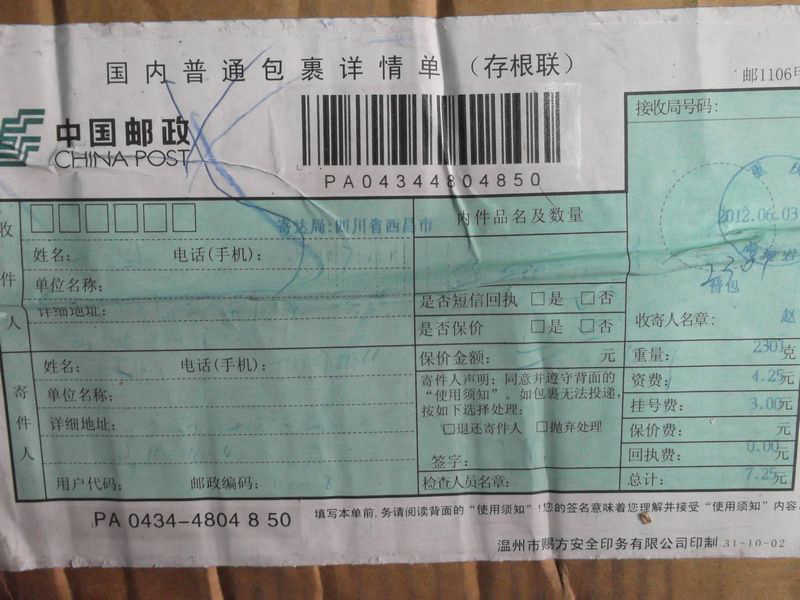 国内普通包裹详情单 （存根联）
邮1106甲
中国邮政
CHINA POST
PA04344804850
接收局号码：
2012.06.03
收件人
寄达局：四川省西昌市
内件品名及数量
姓名： 电话(手机)：
单位名称：
详细地址：
是否短信回执 □是 □否
是否保价 □是 □否
保价金额： 元
收寄人名章： 赵
重量： 2301克
资费： 4.25元
挂号费： 3.00元
保价费： 元
回执费： 0.00元
总计： 7.25元
寄件人
姓名： 电话(手机)：
单位名称：
详细地址：
用户代码： 邮政编码：
寄件人声明：同意并遵守背面的
“使用须知”。如包裹无法投递，
按如下选择处理：
□退还寄件人 □抛弃处理
签字：
检查人员名章：
PA 0434-4804 8 50
填写本单前，务请阅读背面的“使用须知”！您的签名意味着您理解并接受“使用须知”内容
温州市赐方安全印务有限公司印制 31-10-02